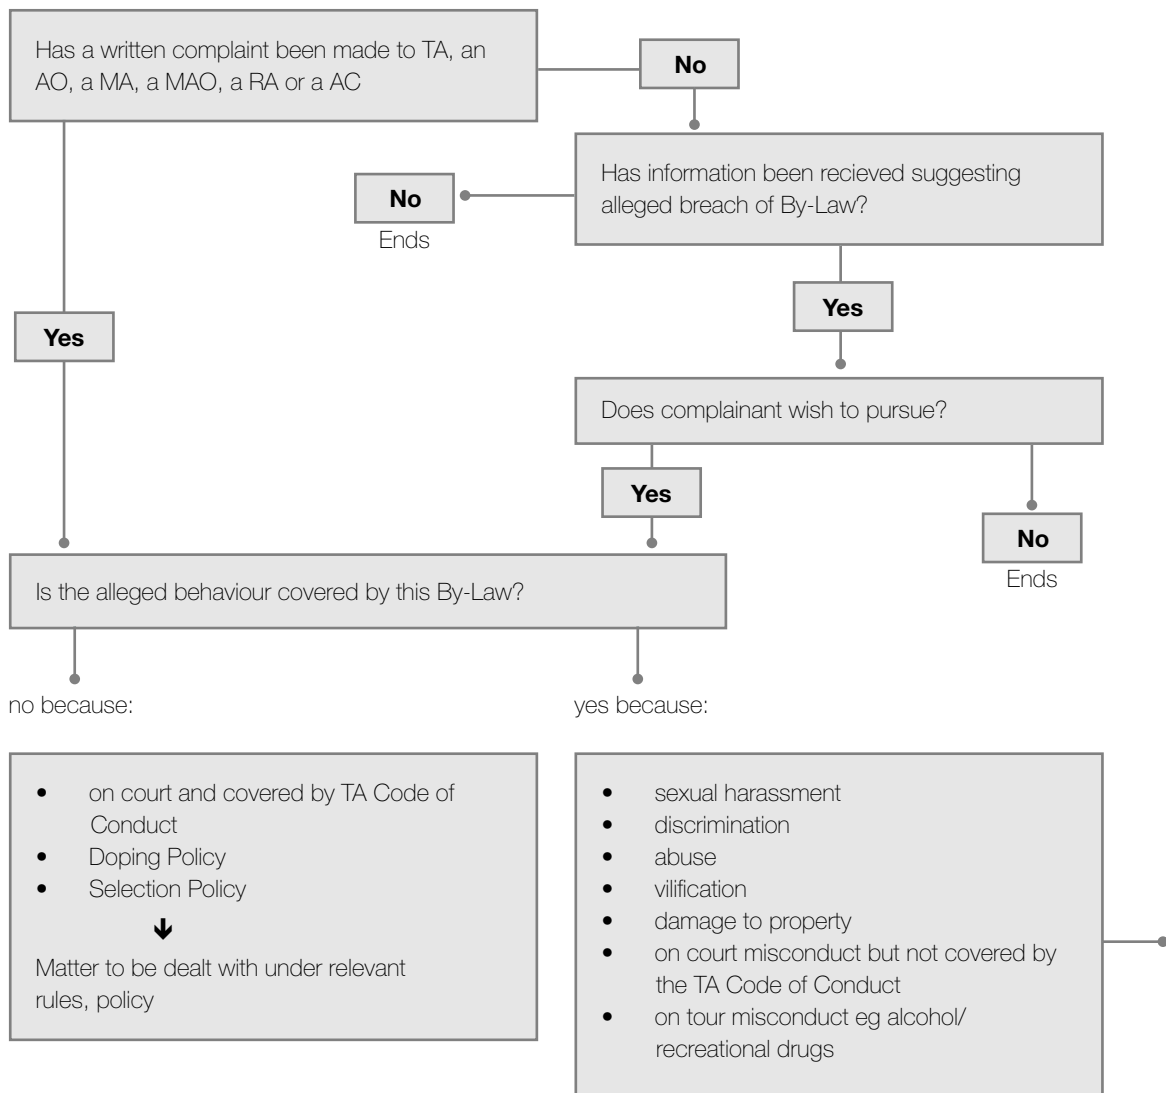 Has a written complaint been made to TA, an
AO, a MA, a MAO, a RA or a AC
No
Has information been recieved suggesting
alleged breach of By-Law?
No
Ends
Yes
Yes
Does complainant wish to pursue?
Yes
No
Ends
Is the alleged behaviour covered by this By-Law?
no because:
yes because:
• on court and covered by TA Code of
Conduct
• Doping Policy
• Selection Policy
Matter to be dealt with under relevant
rules, policy
• sexual harassment
• discrimination
• abuse
• vilification
• damage to property
• on court misconduct but not covered by
the TA Code of Conduct
• on tour misconduct eg alcohol/
recreational drugs